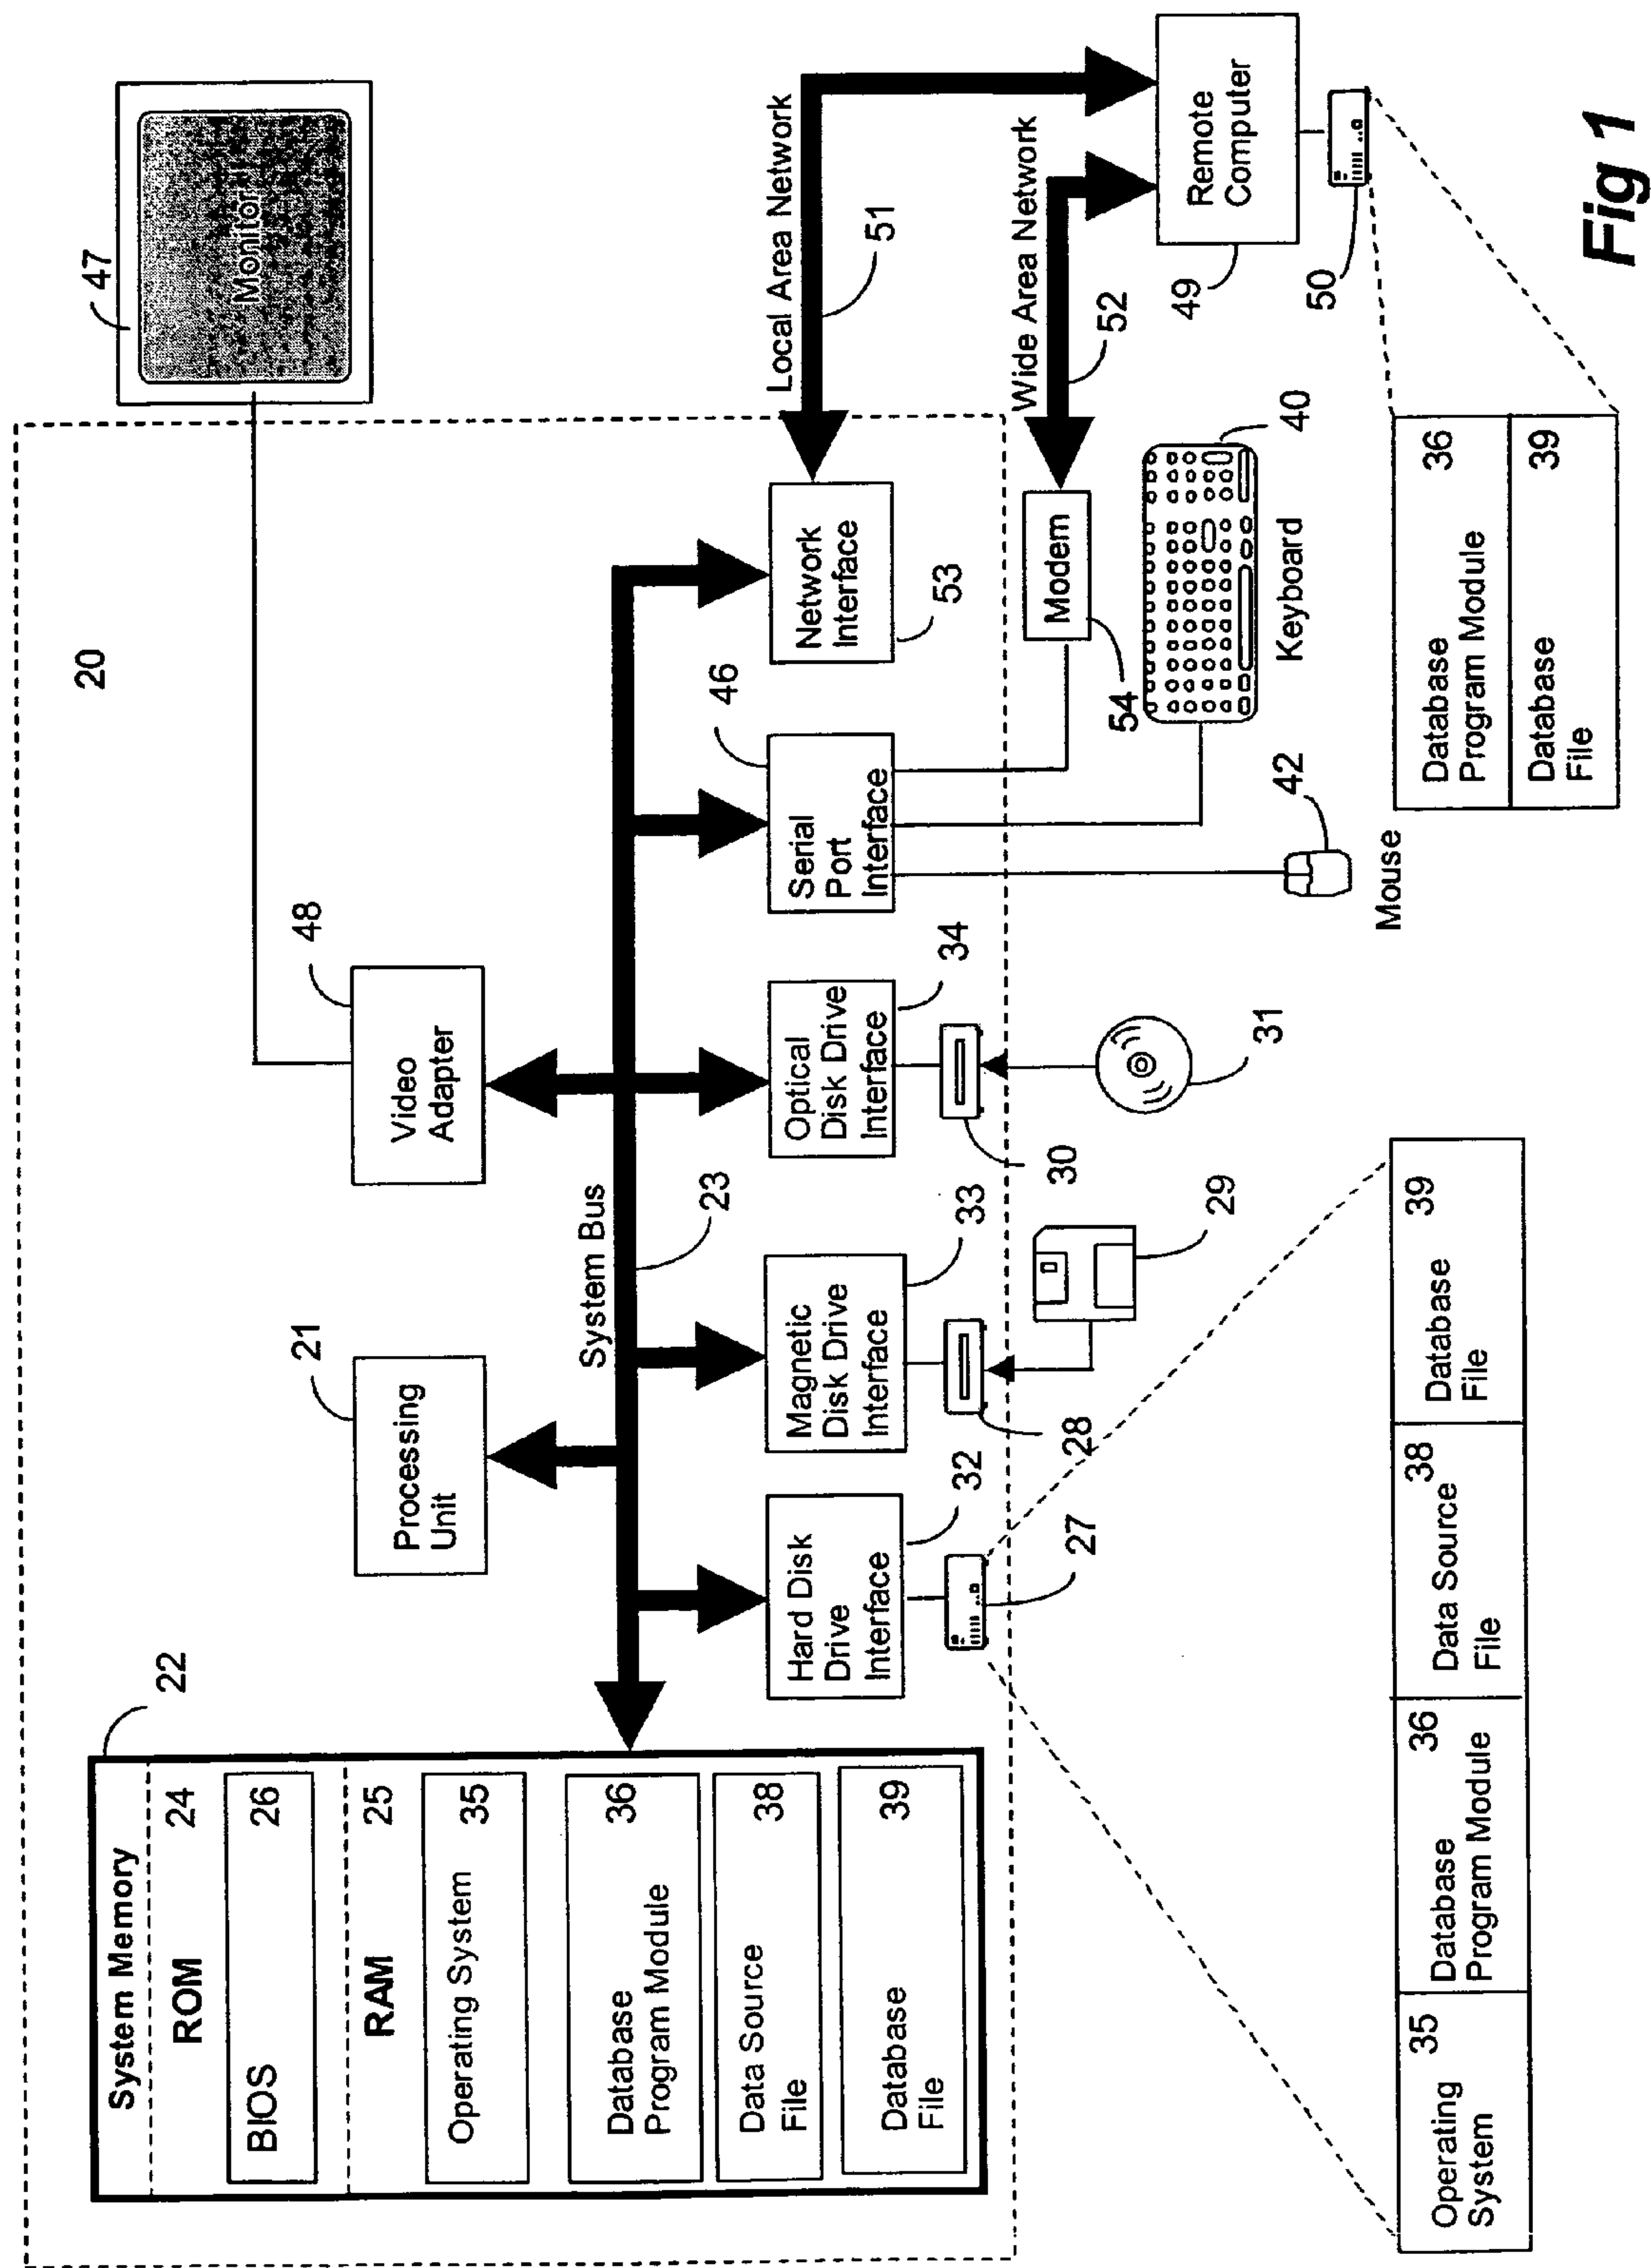 20
47
Monitor
System Memory
22
ROM
24
BIOS
26
RAM
25
Operating System
35
Database
Program Module
36
Data Source
File
38
Database
File
39
21
Processing
Unit
48
Video
Adapter
System Bus
23
Hard Disk
Drive
Interface
32
Magnetic
Disk Drive
Interface
33
Optical
Disk Drive
Interface
34
Serial
Port
Interface
46
Network
Interface
53
Local Area Network
51
Wide Area Network
52
27
28
29
30
31
Modem
54
Keyboard
40
Mouse
42
Remote
Computer
49
50
Operating
System
35
Database
Program Module
36
Data Source
File
38
Database
File
39
Database
Program Module
36
Database
File
39
Fig 1